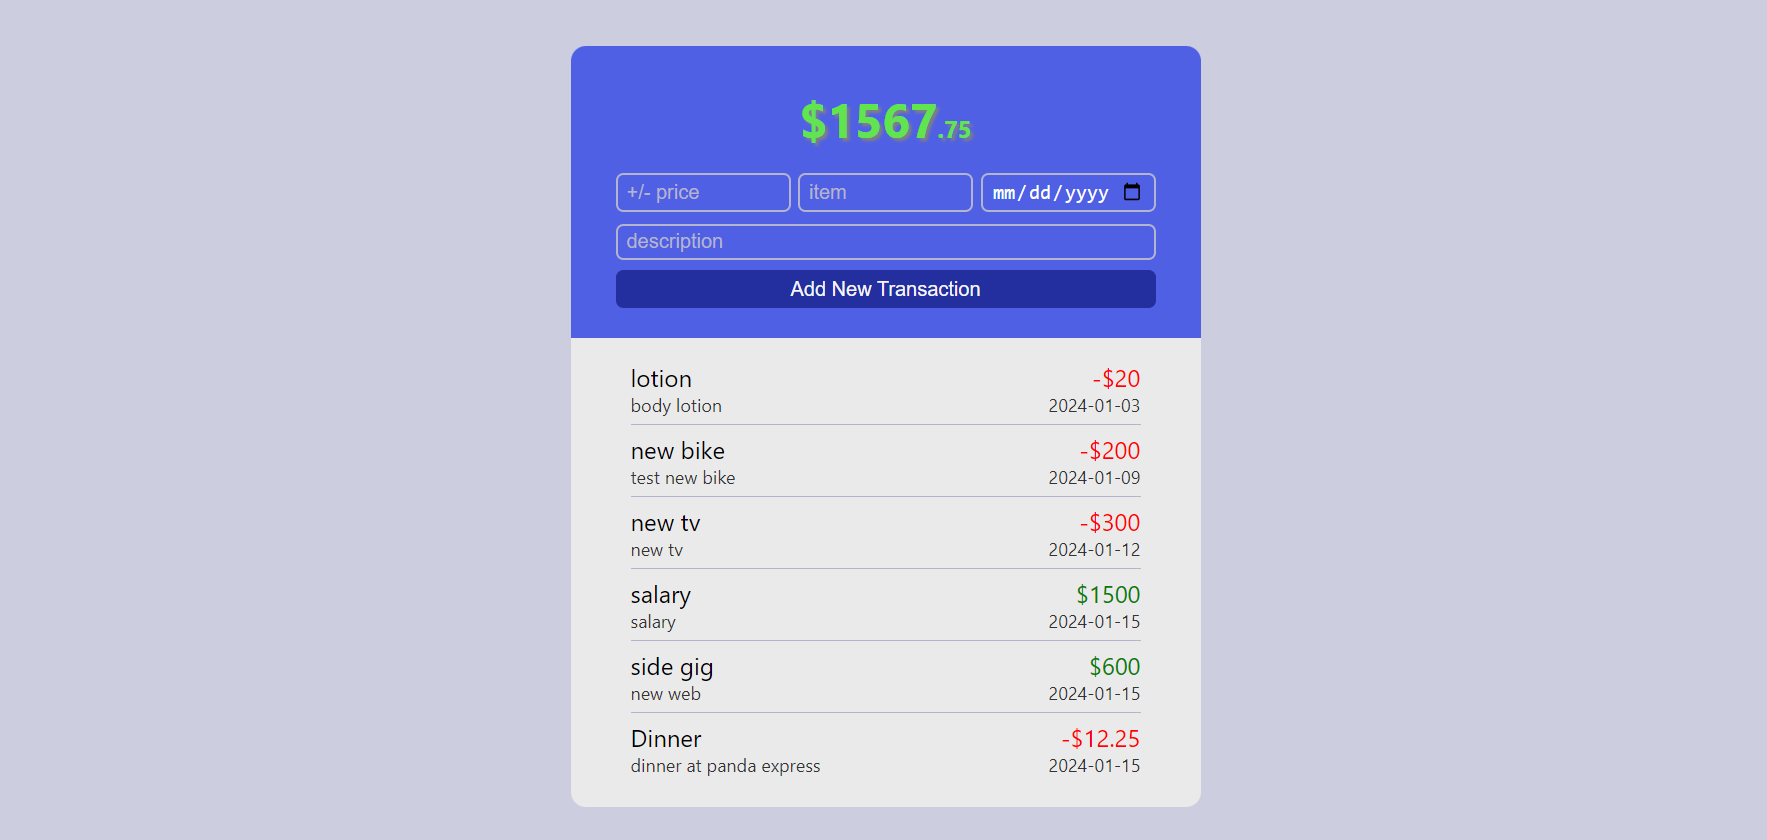 $1567.75
+/- price item mm/dd/yyyy
description
Add New Transaction
lotion -$20
body lotion 2024-01-03
new bike -$200
test new bike 2024-01-09
new tv -$300
new tv 2024-01-12
salary $1500
salary 2024-01-15
side gig $600
new web 2024-01-15
Dinner -$12.25
dinner at panda express 2024-01-15